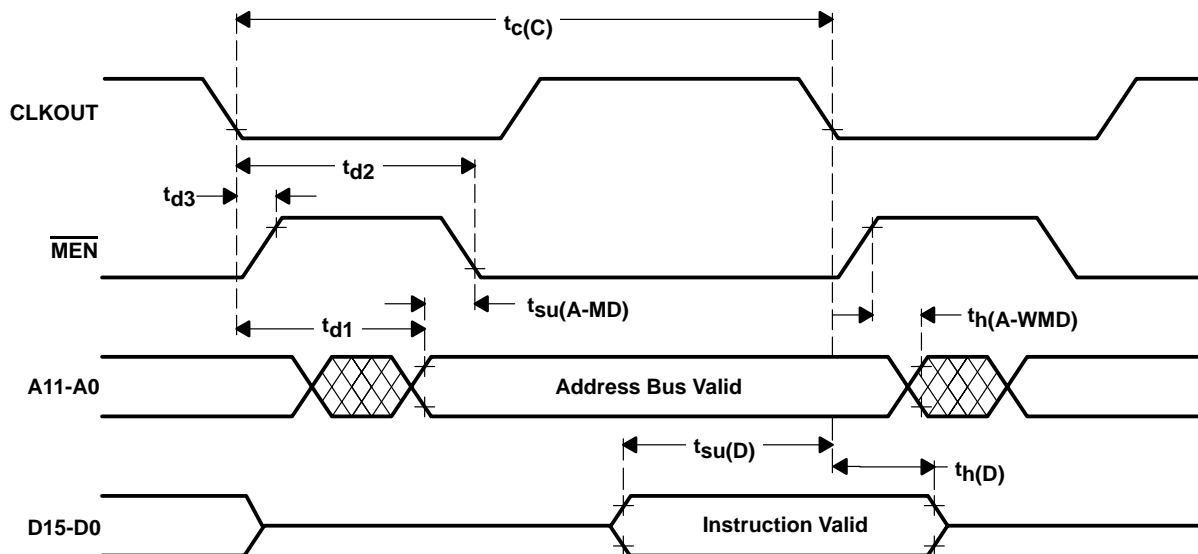 tc(C)
CLKOUT
td2
td3
MEN
tsu(A-MD)
td1
th(A-WMD)
A11-A0
Address Bus Valid
tsu(D)
th(D)
D15-D0
Instruction Valid